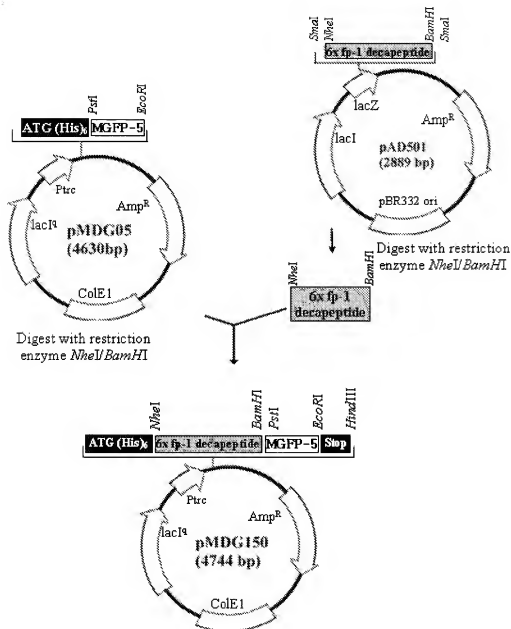 SmaI
NheI
BamHI
SmaI
6x fp-1 decapeptide
lacZ
lacI
AmpR
pAD501
(2889 bp)
pBR332 ori
Digest with restriction
enzyme NheI/BamHI
PstI
EcoRI
ATG (His)6
MGFP-5
Ptrc
lacIq
AmpR
pMDG05
(4630bp)
ColE1
Digest with restriction
enzyme NheI/BamHI
NheI
BamHI
6x fp-1
decapeptide
NheI
BamHI
PstI
EcoRI
HindIII
ATG (His)6
6x fp-1 decapeptide
MGFP-5
Stop
Ptrc
lacIq
AmpR
pMDG150
(4744 bp)
ColE1